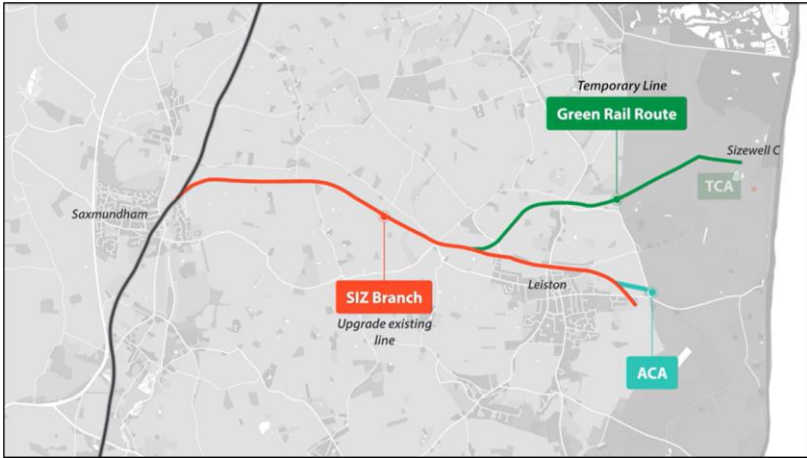 Temporary Line
Green Rail Route
Sizewell C
TCA
Saxmundham
Leiston
SIZ Branch
Upgrade existing
line
ACA